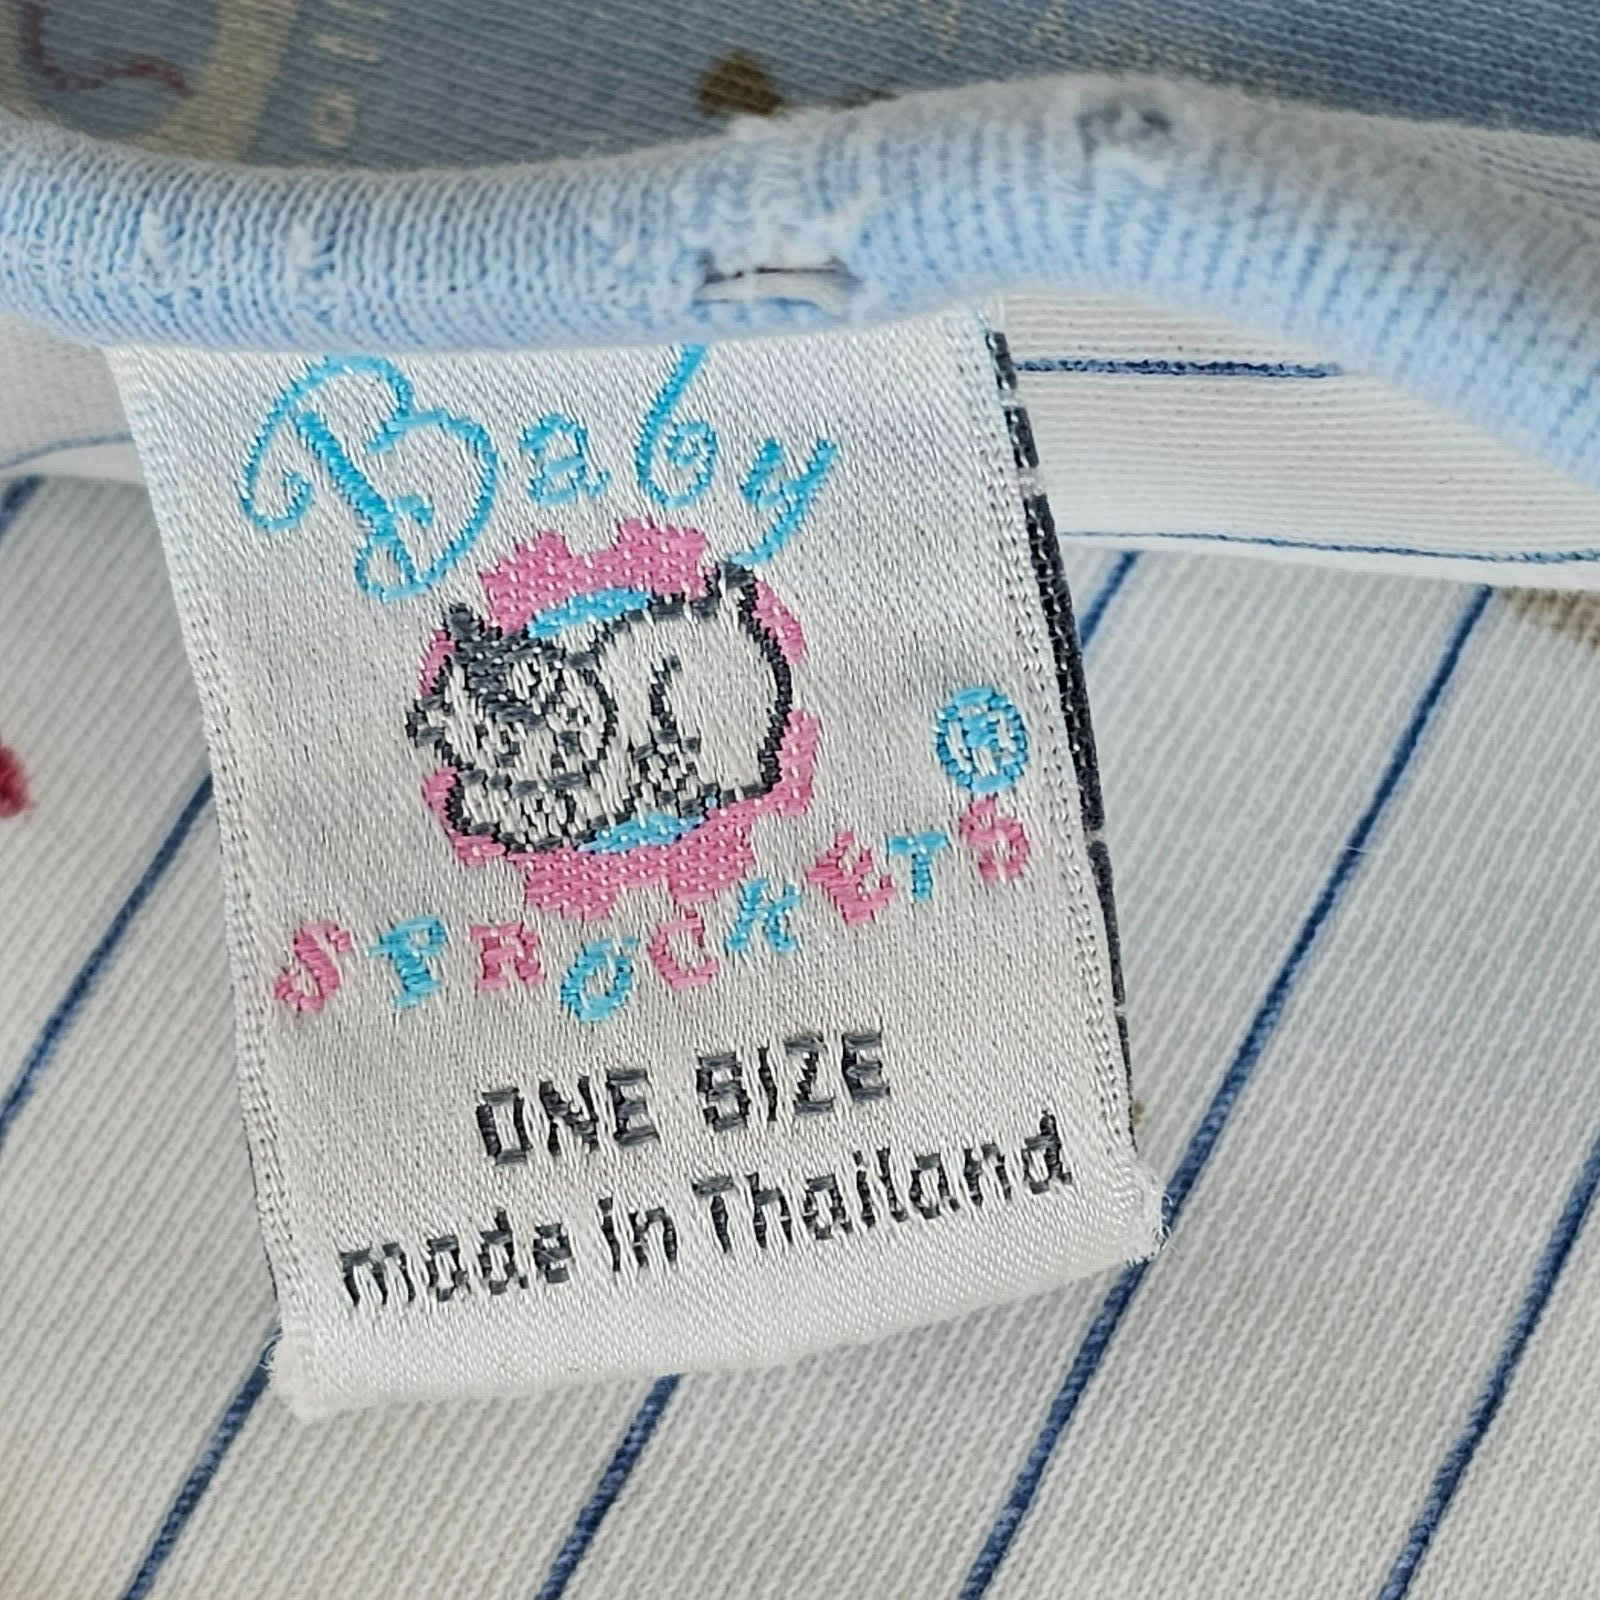 Baby
SPROCKETS®
ONE SIZE
made in Thailand